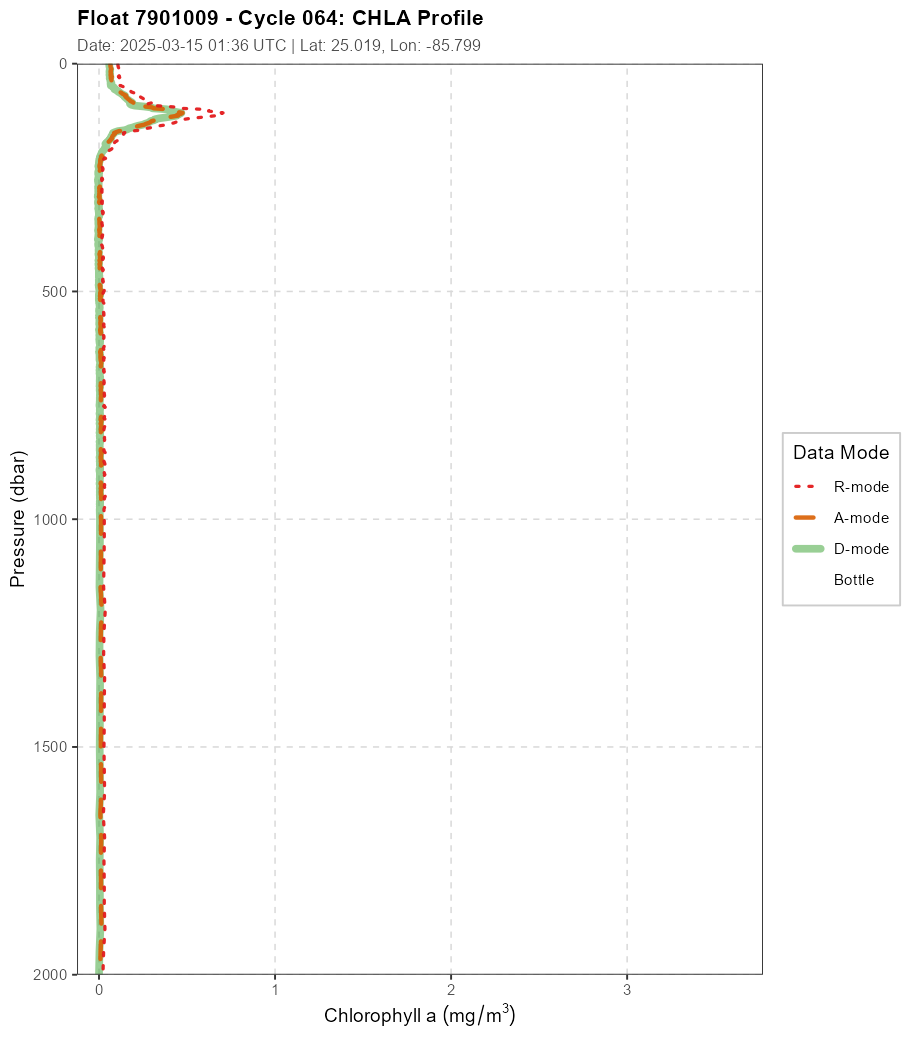 Float 7901009 - Cycle 064: CHLA Profile
Date: 2025-03-15 01:36 UTC | Lat: 25.019, Lon: -85.799
0
500
1000
1500
2000
Pressure (dbar)
0 1 2 3
Chlorophyll a (mg/m³)
Data Mode
R-mode
A-mode
D-mode
Bottle